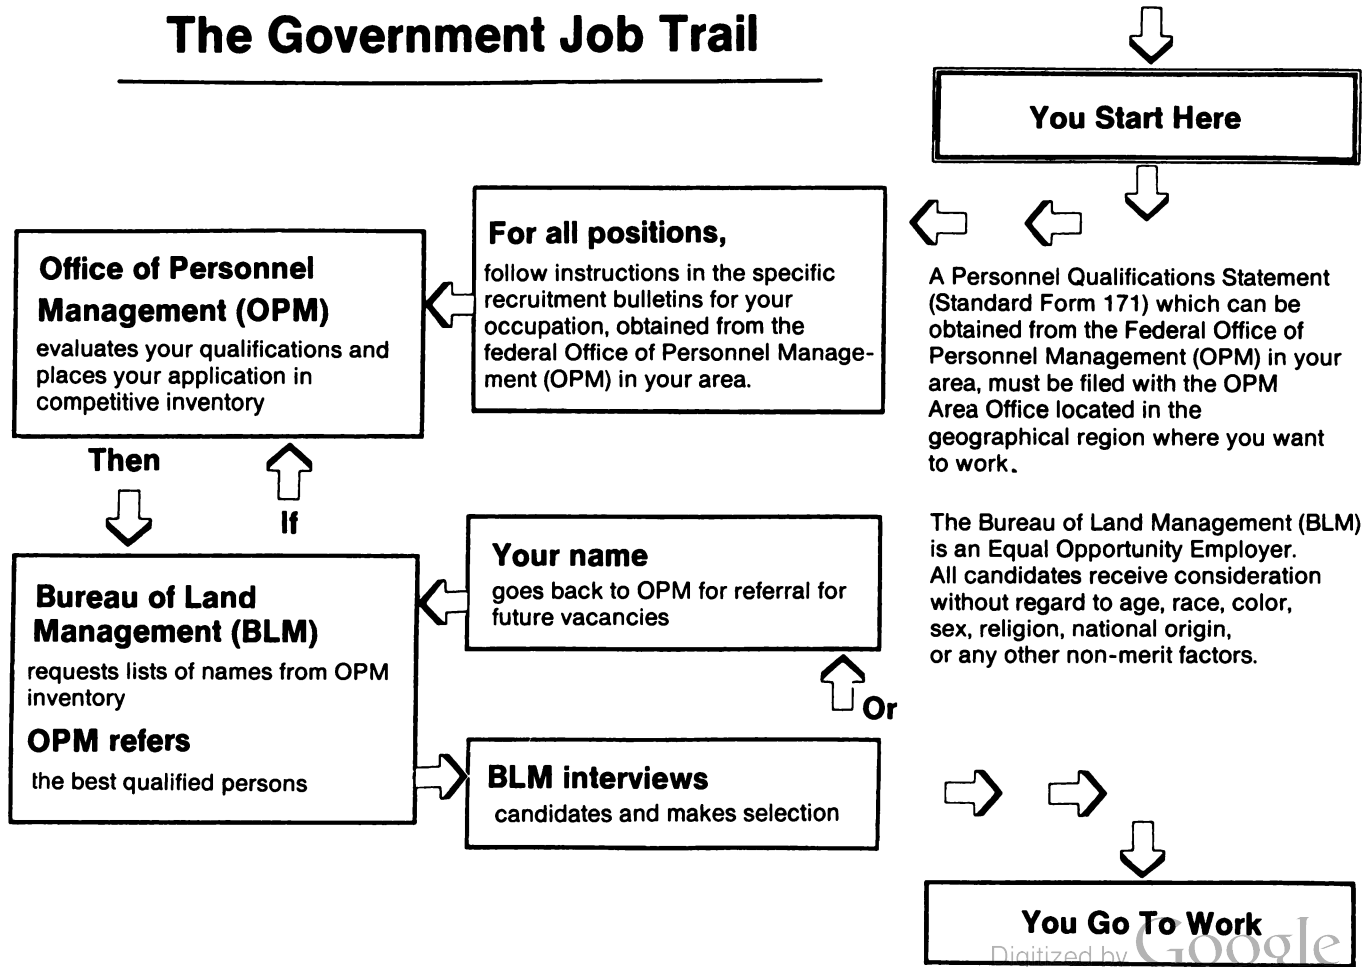 The Government Job Trail
You Start Here
For all positions,
follow instructions in the specific
recruitment bulletins for your
occupation, obtained from the
federal Office of Personnel Manage-
ment (OPM) in your area.
Office of Personnel
Management (OPM)
evaluates your qualifications and
places your application in
competitive inventory
Then
If
Bureau of Land
Management (BLM)
requests lists of names from OPM
inventory
OPM refers
the best qualified persons
Your name
goes back to OPM for referral for
future vacancies
Or
BLM interviews
candidates and makes selection
A Personnel Qualifications Statement
(Standard Form 171) which can be
obtained from the Federal Office of
Personnel Management (OPM) in your
area, must be filed with the OPM
Area Office located in the
geographical region where you want
to work.
The Bureau of Land Management (BLM)
is an Equal Opportunity Employer.
All candidates receive consideration
without regard to age, race, color,
sex, religion, national origin,
or any other non-merit factors.
You Go To Work
Digitized by Google